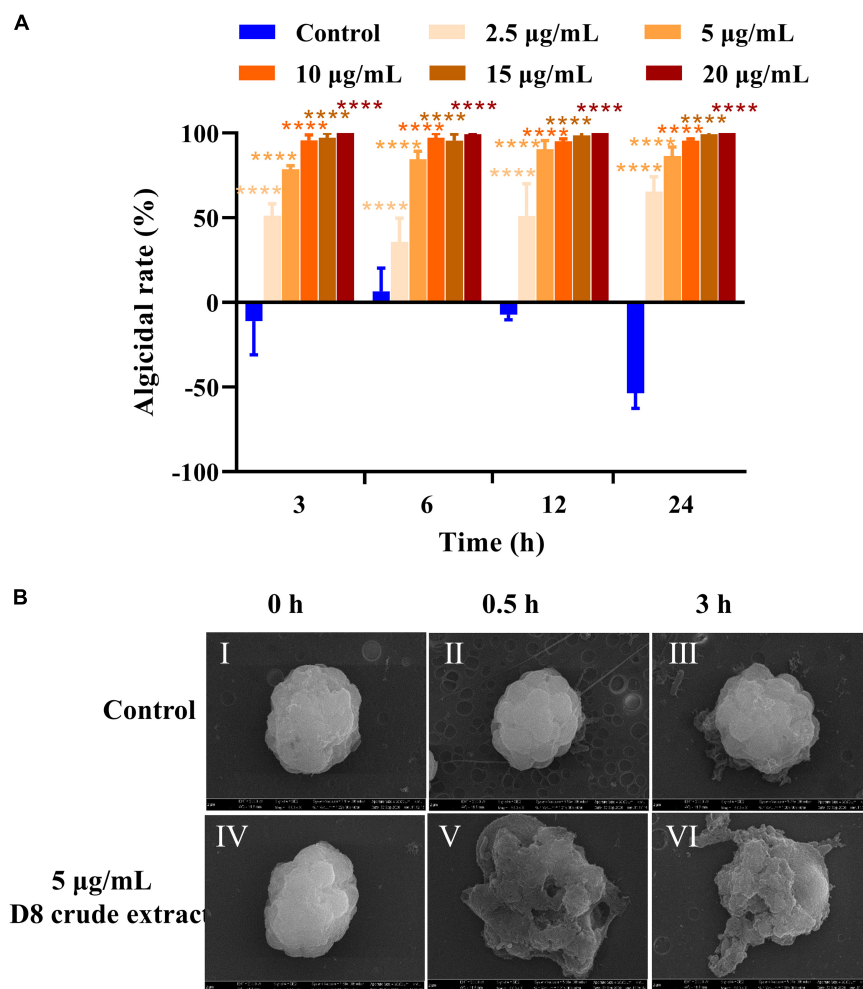 A
Control 2.5 μg/mL 5 μg/mL
10 μg/mL 15 μg/mL 20 μg/mL
**** **** **** **** **** **** **** ****
**** **** **** ****
**** **** **** ****
**** **** **** ****
100
50
0
-50
-100
Algicidal rate (%)
3 6 12 24
Time (h)
B
0 h 0.5 h 3 h
Control
I II III
5 μg/mL
D8 crude extract
IV V VI